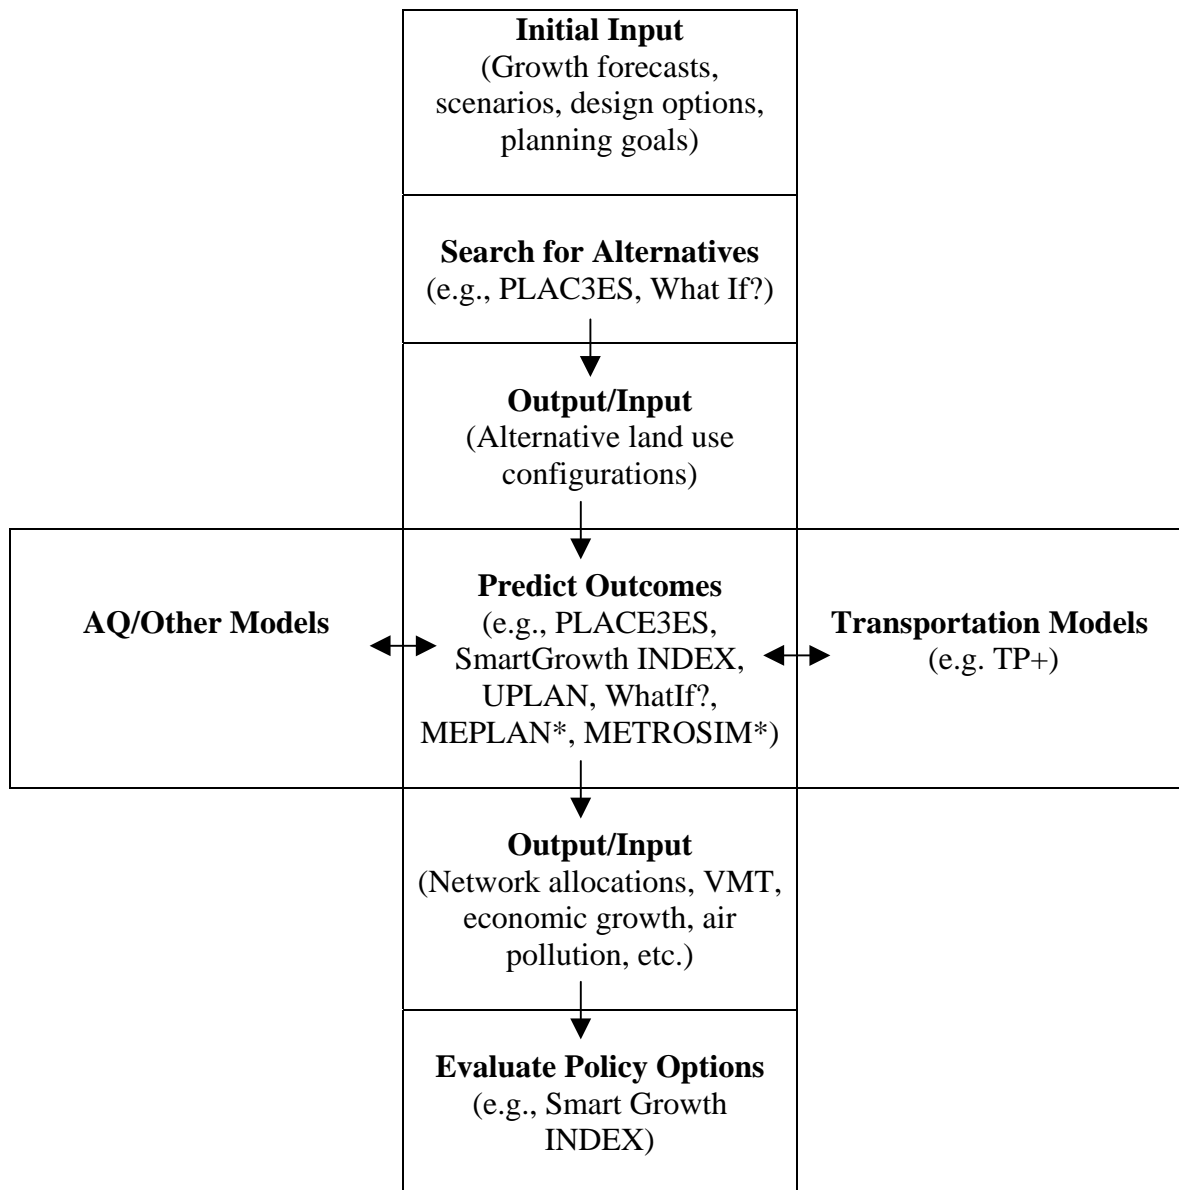 Initial Input
(Growth forecasts,
scenarios, design options,
planning goals)
Search for Alternatives
(e.g., PLAC3ES, What If?)
Output/Input
(Alternative land use
configurations)
AQ/Other Models
Predict Outcomes
(e.g., PLACE3ES,
SmartGrowth INDEX,
UPLAN, WhatIf?,
MEPLAN*, METROSIM*)
Transportation Models
(e.g. TP+)
Output/Input
(Network allocations, VMT,
economic growth, air
pollution, etc.)
Evaluate Policy Options
(e.g., Smart Growth
INDEX)